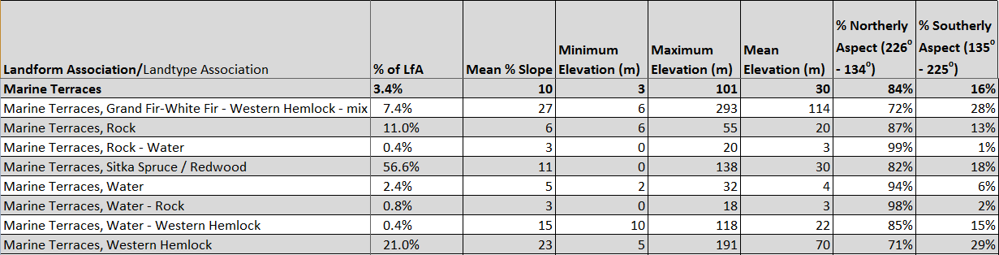 Landform Association/Landtype Association | % of LfA | Mean % Slope | Minimum Elevation (m) | Maximum Elevation (m) | Mean Elevation (m) | % Northerly Aspect (226° - 134°) | % Southerly Aspect (135° - 225°)
Marine Terraces | 3.4% | 10 | 3 | 101 | 30 | 84% | 16%
Marine Terraces, Grand Fir-White Fir - Western Hemlock - mix | 7.4% | 27 | 6 | 293 | 114 | 72% | 28%
Marine Terraces, Rock | 11.0% | 6 | 6 | 55 | 20 | 87% | 13%
Marine Terraces, Rock - Water | 0.4% | 3 | 0 | 20 | 3 | 99% | 1%
Marine Terraces, Sitka Spruce / Redwood | 56.6% | 11 | 0 | 138 | 30 | 82% | 18%
Marine Terraces, Water | 2.4% | 5 | 2 | 32 | 4 | 94% | 6%
Marine Terraces, Water - Rock | 0.8% | 3 | 0 | 18 | 3 | 98% | 2%
Marine Terraces, Water - Western Hemlock | 0.4% | 15 | 10 | 118 | 22 | 85% | 15%
Marine Terraces, Western Hemlock | 21.0% | 23 | 5 | 191 | 70 | 71% | 29%